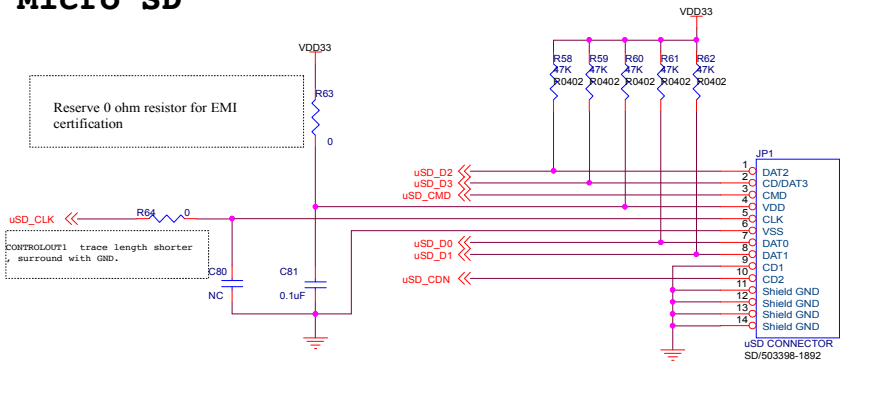 Micro SD
VDD33
VDD33
R58
R59
R60
R61
R62
47K
47K
47K
47K
47K
R0402
R0402
R0402
R0402
R0402
R63
0
Reserve 0 ohm resistor for EMI
certification
JP1
uSD_D2
1
DAT2
uSD_D3
2
CD/DAT3
uSD_CMD
3
CMD
4
VDD
uSD_CLK
R64
0
5
CLK
6
VSS
uSD_D0
7
DAT0
uSD_D1
8
DAT1
9
CD1
uSD_CDN
10
CD2
11
Shield GND
12
Shield GND
13
Shield GND
14
Shield GND
CONTROLOUT1 trace length shorter
, surround with GND.
C80
NC
C81
0.1uF
uSD CONNECTOR
SD/503398-1892